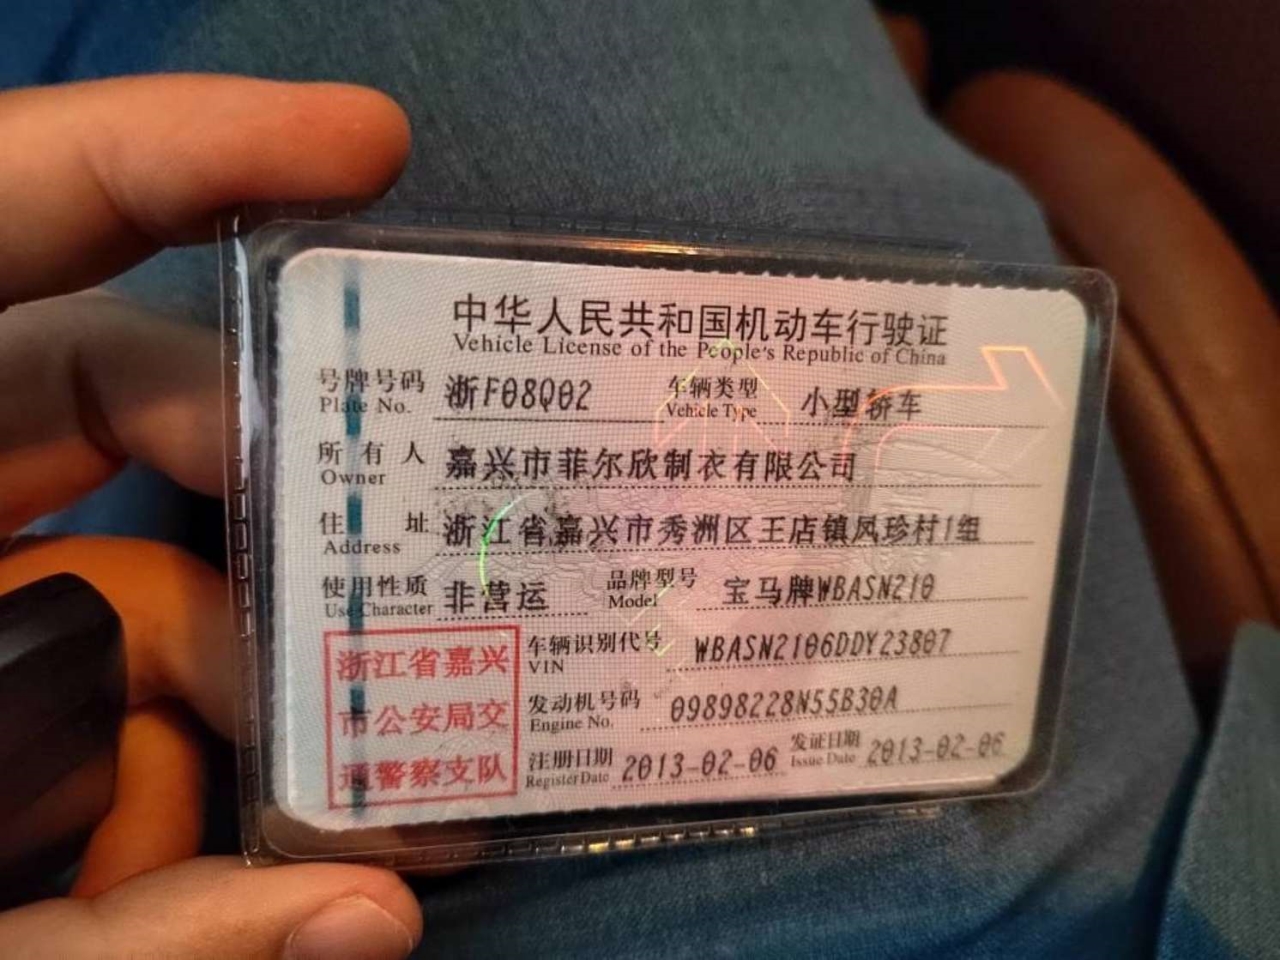 中华人民共和国机动车行驶证
Vehicle License of the People's Republic of China
号牌号码 浙F08Q02 车辆类型 小型轿车
Plate No. Vehicle Type
所有人 嘉兴市菲尔欣制衣有限公司
Owner
住址 浙江省嘉兴市秀洲区王店镇凤珍村1组
Address
使用性质 非营运 品牌型号 宝马牌WBASN210
Use Character Model
浙江省嘉兴
市公安局交
通警察支队
车辆识别代号 WBASN2106DDY23807
VIN
发动机号码 09898228N55B30A
Engine No.
注册日期 2013-02-06 发证日期 2013-02-06
Register Date Issue Date